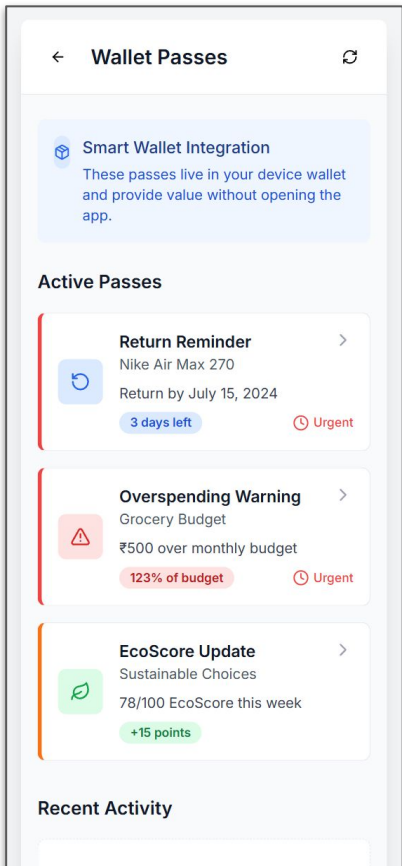 Wallet Passes
Smart Wallet Integration
These passes live in your device wallet
and provide value without opening the
app.
Active Passes
Return Reminder
Nike Air Max 270
Return by July 15, 2024
3 days left
Urgent
Overspending Warning
Grocery Budget
₹500 over monthly budget
123% of budget
Urgent
EcoScore Update
Sustainable Choices
78/100 EcoScore this week
+15 points
Recent Activity